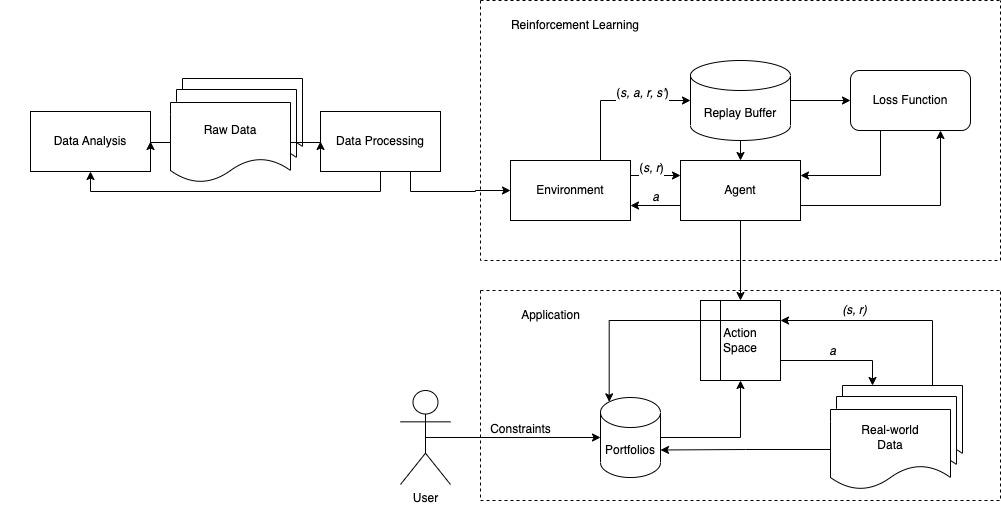 Reinforcement Learning
(s, a, r, s')
Replay Buffer
Loss Function
Data Analysis
Raw Data
Data Processing
Environment
(s, r)
a
Agent
Application
Action
Space
(s, r)
a
Constraints
Portfolios
Real-world
Data
User